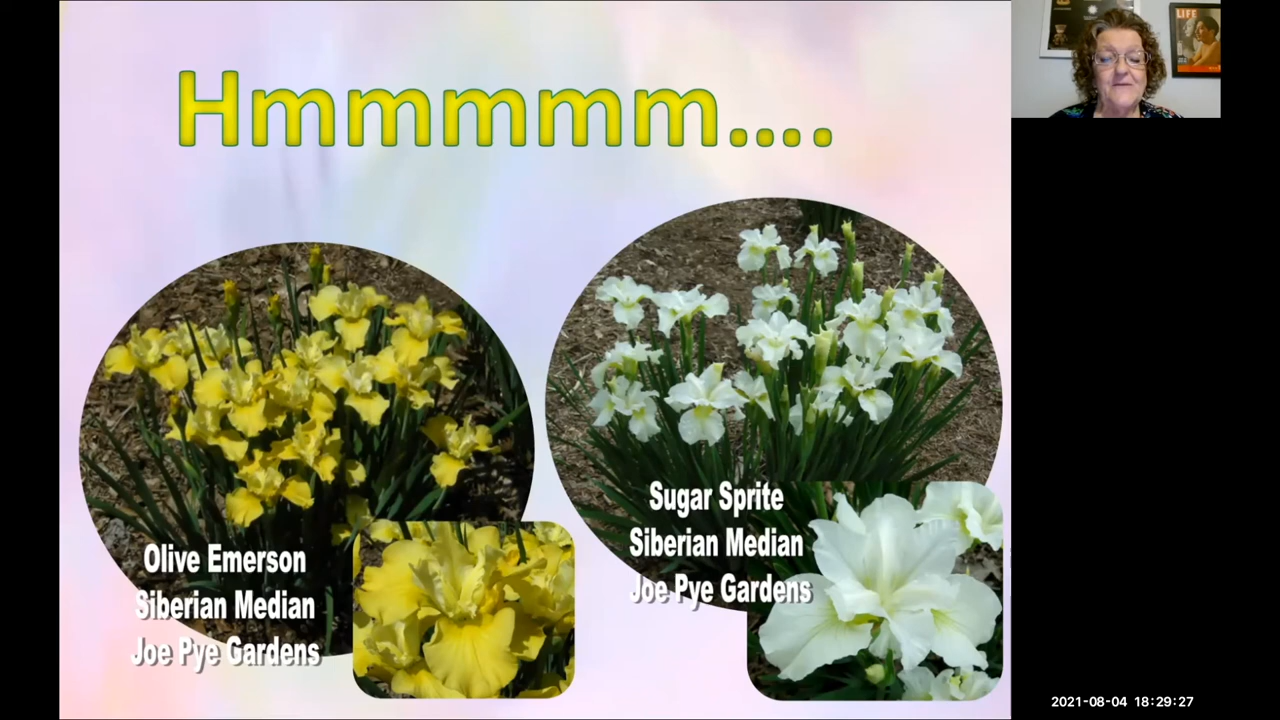 Hmmmmm....
LIFE
Olive Emerson
Siberian Median
Joe Pye Gardens
Sugar Sprite
Siberian Median
Joe Pye Gardens
2021-08-04 18:29:27